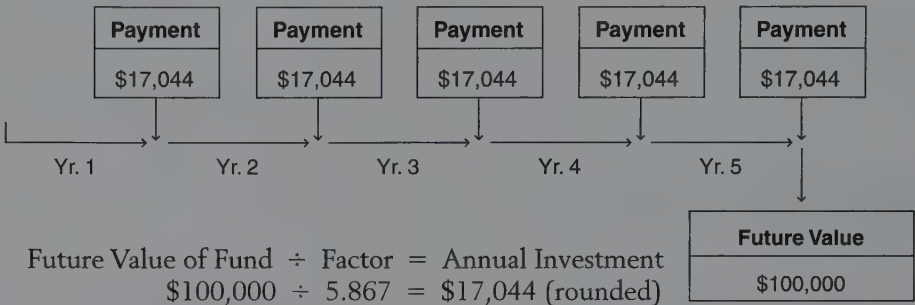 Payment Payment Payment Payment Payment
$17,044 $17,044 $17,044 $17,044 $17,044
Yr. 1 Yr. 2 Yr. 3 Yr. 4 Yr. 5
Future Value of Fund ÷ Factor = Annual Investment
$100,000 ÷ 5.867 = $17,044 (rounded)
Future Value
$100,000